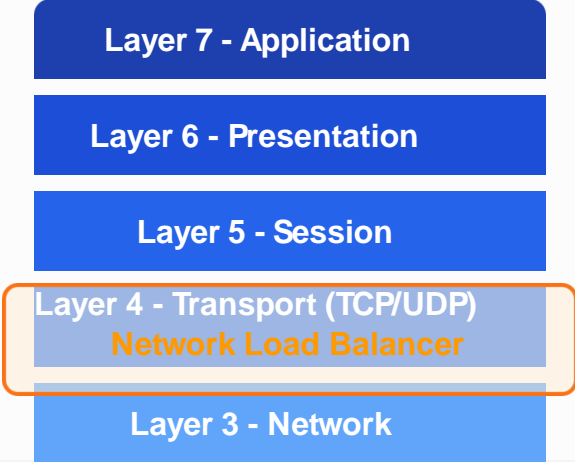 Layer 7 - Application
Layer 6 - Presentation
Layer 5 - Session
Layer 4 - Transport (TCP/UDP)
Network Load Balancer
Layer 3 - Network